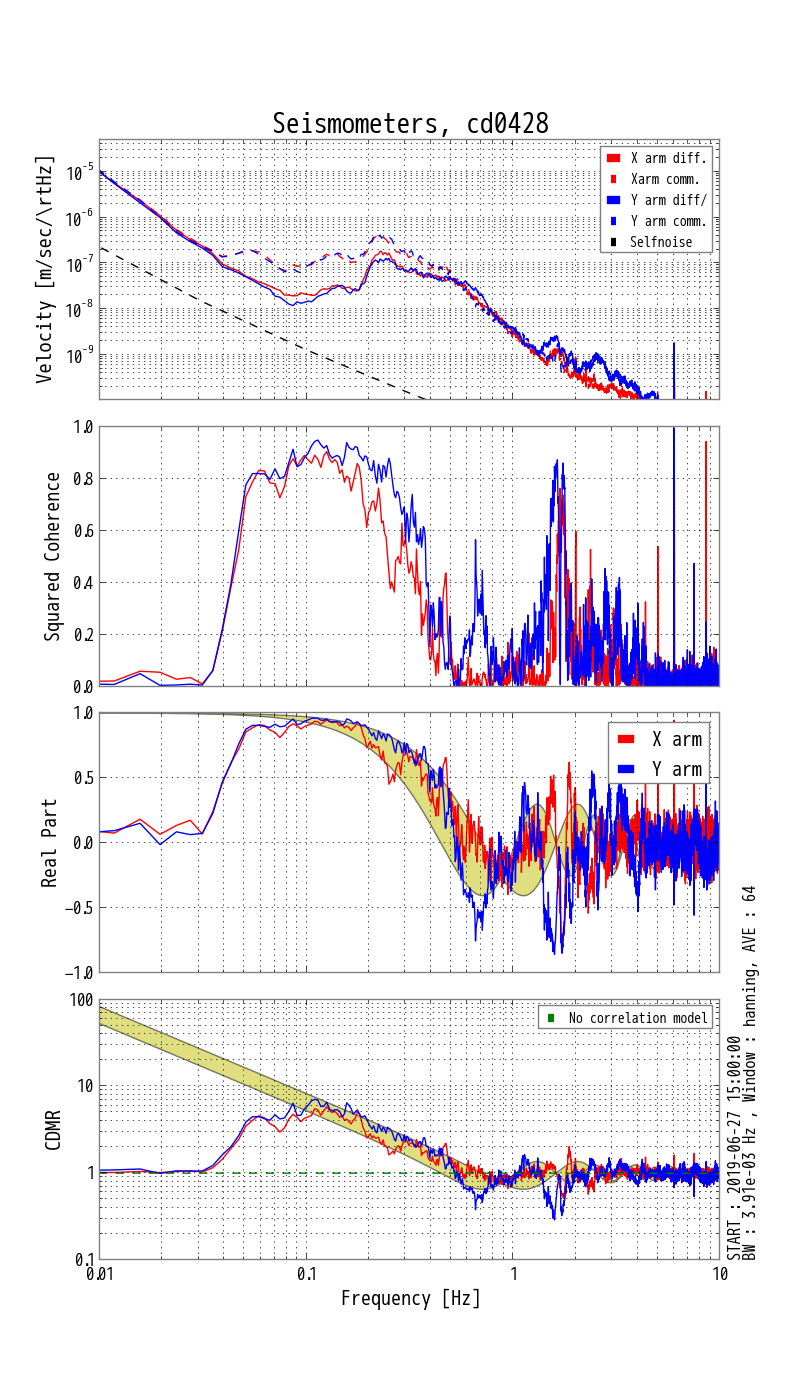 Seismometers, cd0428
Velocity [m/sec/\rtHz]
10^-5
10^-6
10^-7
10^-8
10^-9
X arm diff.
Xarm comm.
Y arm diff/
Y arm comm.
Selfnoise
Squared Coherence
1.0
0.8
0.6
0.4
0.2
0.0
Real Part
1.0
0.5
0.0
−0.5
−1.0
X arm
Y arm
CDMR
100
10
1
0.1
No correlation model
0.01
0.1
1
10
Frequency [Hz]
START : 2019-06-27 15:00:00
BW : 3.91e-03 Hz , Window : hanning, AVE : 64